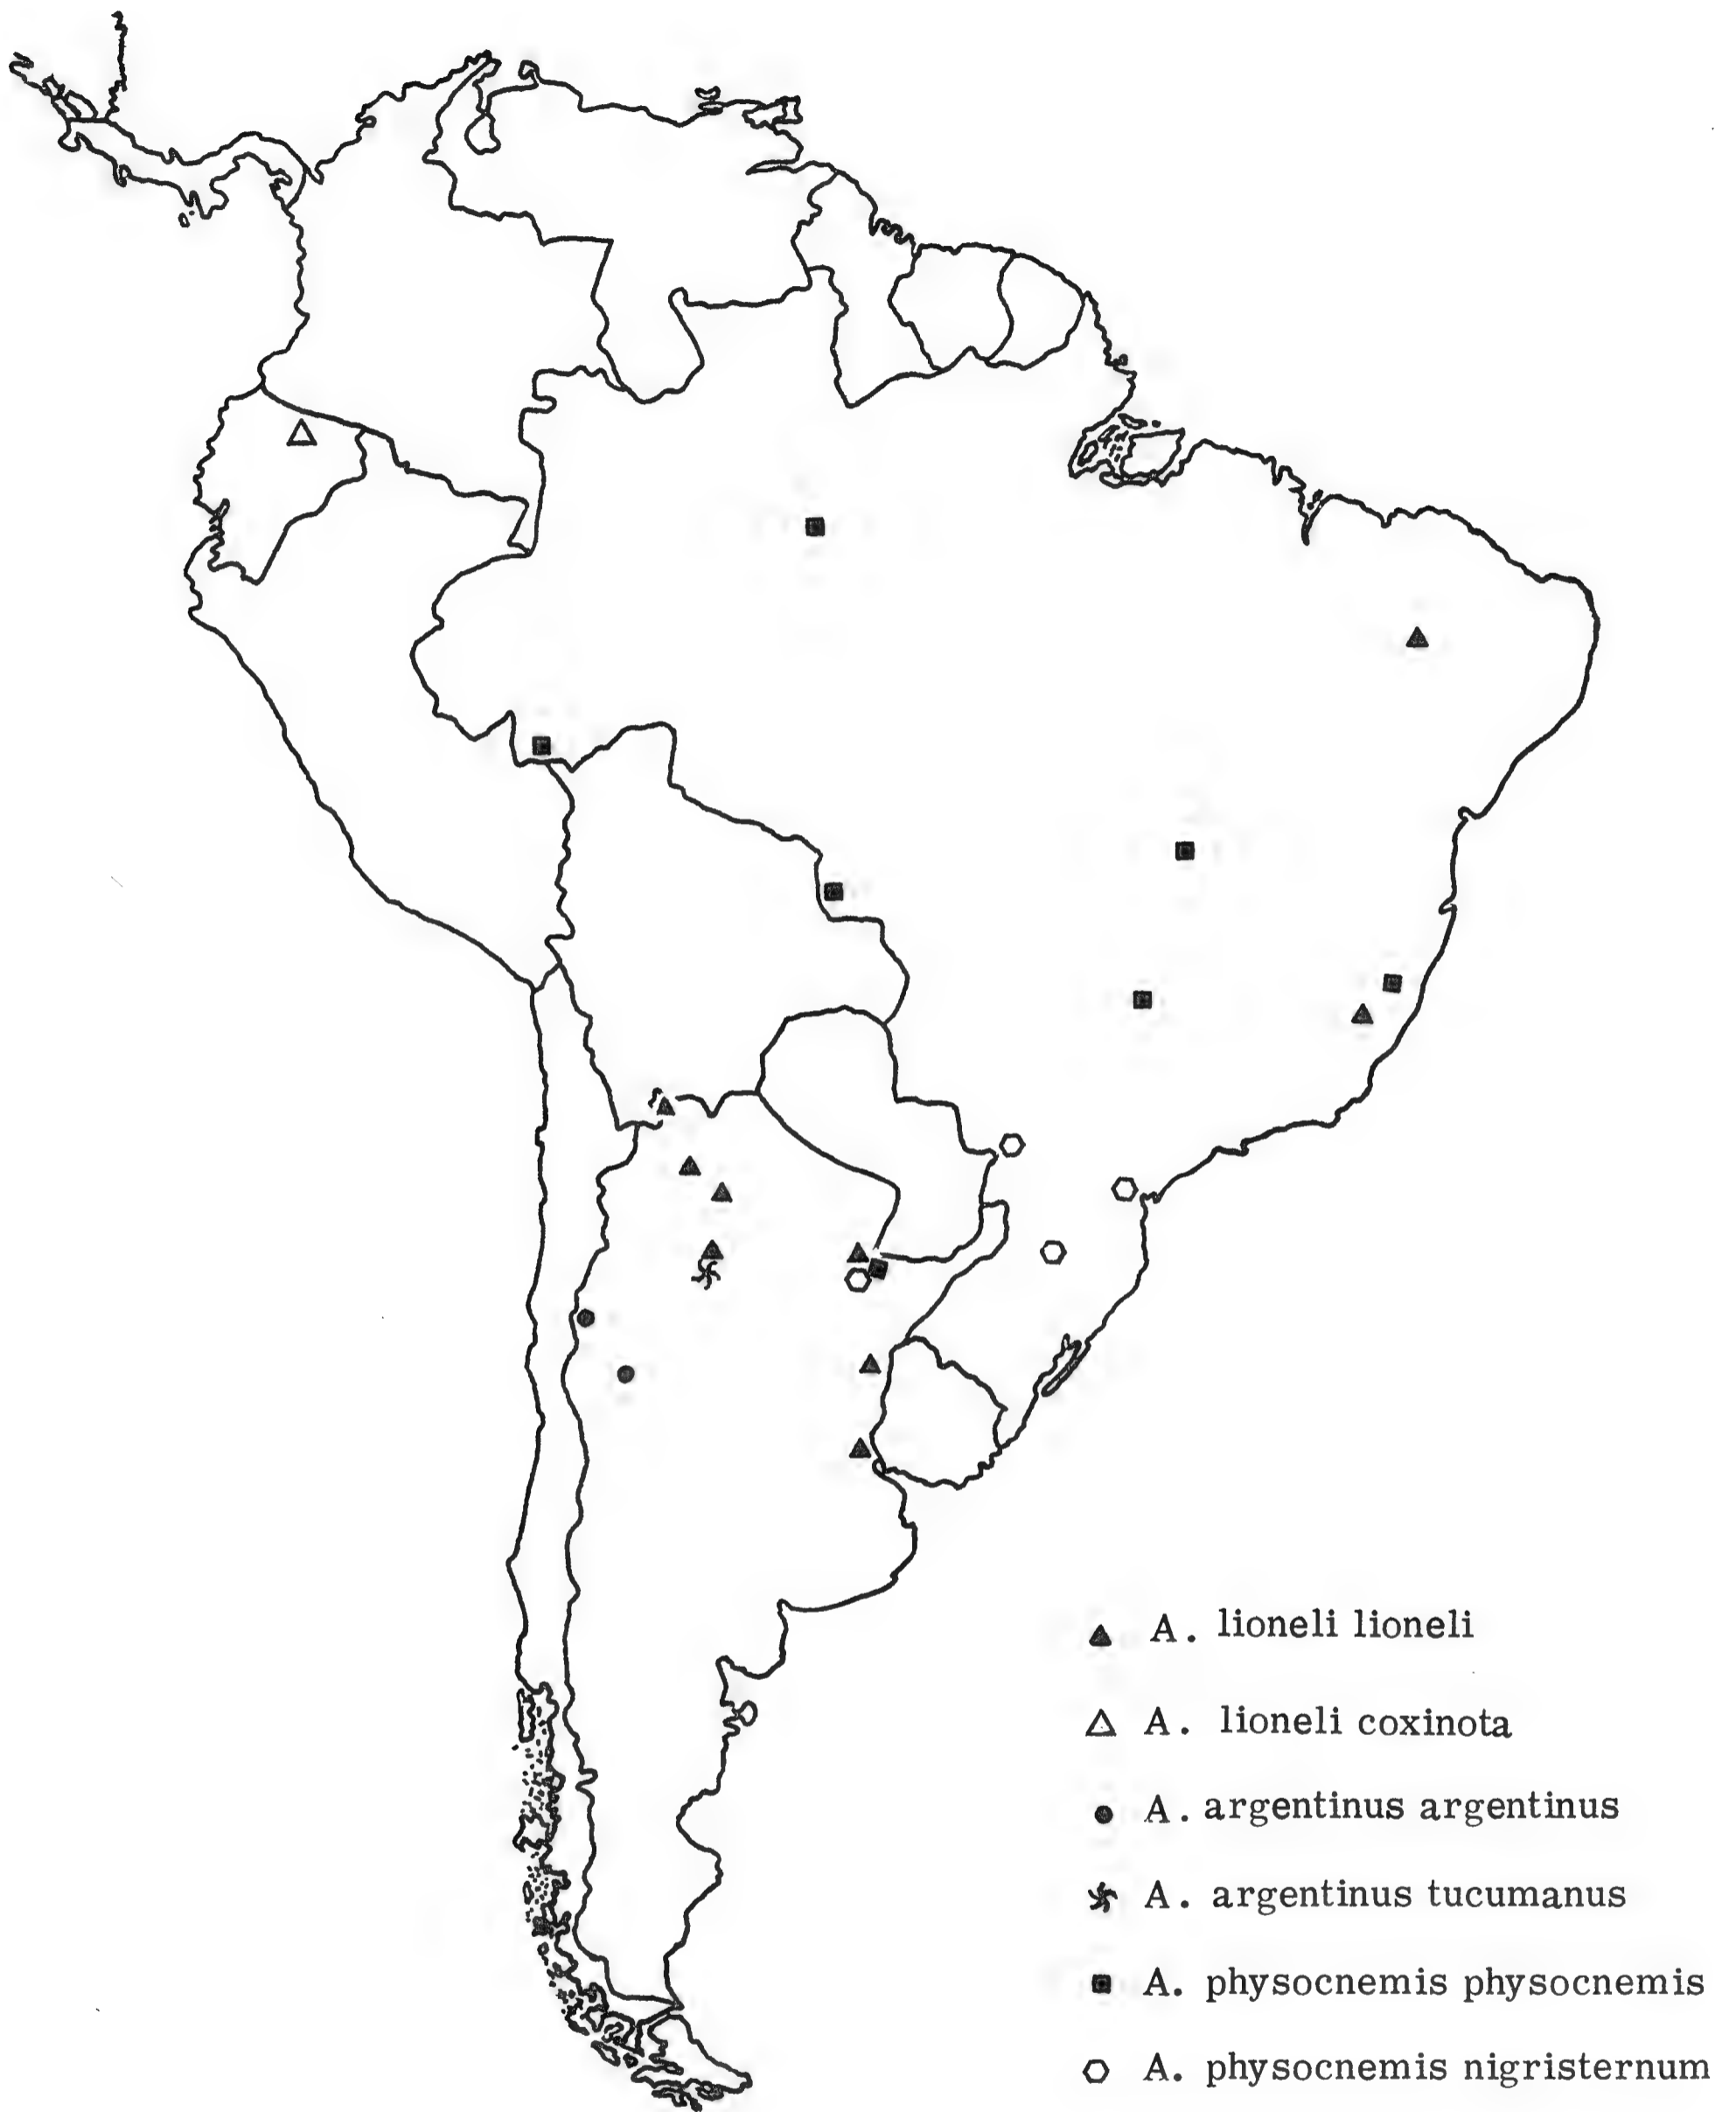 A. lioneli lioneli
A. lioneli coxinota
A. argentinus argentinus
A. argentinus tucumanus
A. physocnemis physocnemis
A. physocnemis nigristernum